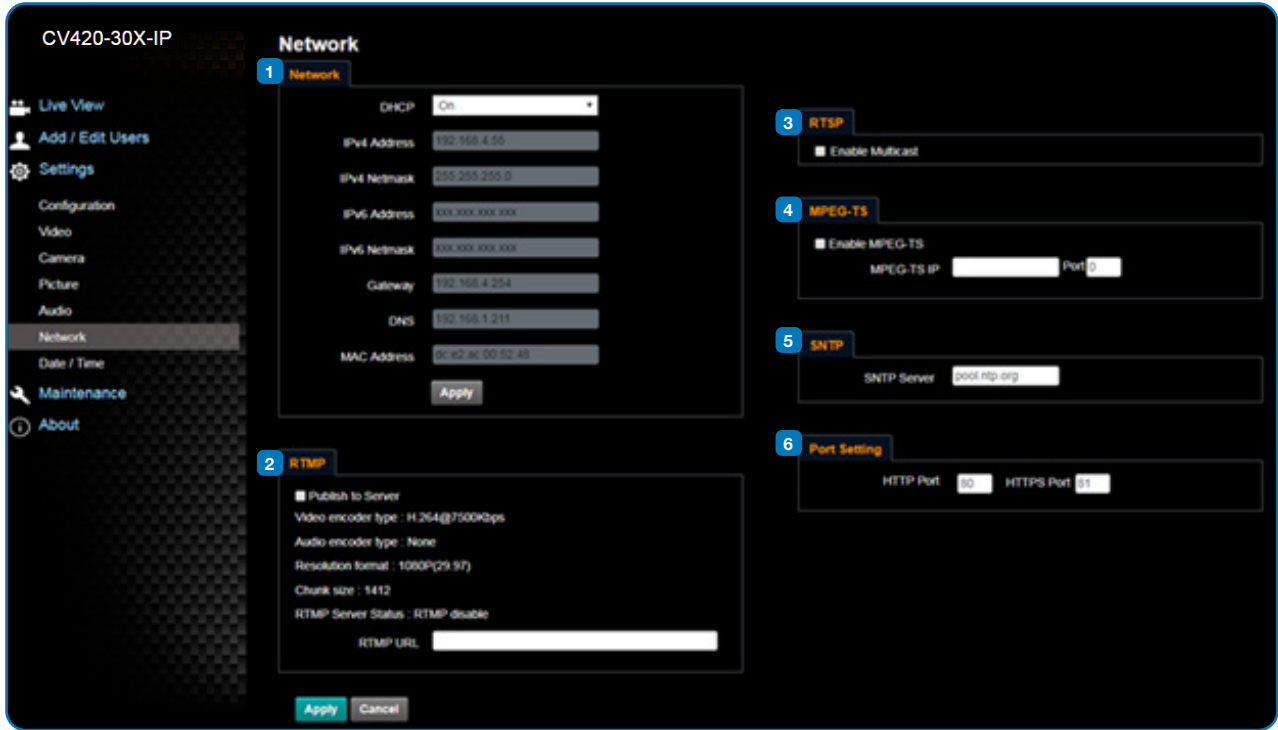 CV420-30X-IP
Live View
Add / Edit Users
Settings
Configuration
Video
Camera
Picture
Audio
Network
Date / Time
Maintenance
About
Network
1 Network
DHCP On
IPv4 Address 192.168.4.55
IPv4 Netmask 255.255.255.0
IPv6 Address xxx.xxx.xxx.xxx
IPv6 Netmask xxx.xxx.xxx.xxx
Gateway 192.168.4.254
DNS 192.168.1.211
MAC Address dc:e2:ac:00:52:48
Apply
2 RTMP
Publish to Server
Video encoder type : H.264@7500Kbps
Audio encoder type : None
Resolution format : 1080P(29.97)
Chunk size : 1412
RTMP Server Status : RTMP disable
RTMP URL
Apply Cancel
3 RTSP
Enable Multicast
4 MPEG-TS
Enable MPEG-TS
MPEG-TS IP Port 0
5 SNTP
SNTP Server pool.ntp.org
6 Port Setting
HTTP Port 80 HTTPS Port 81